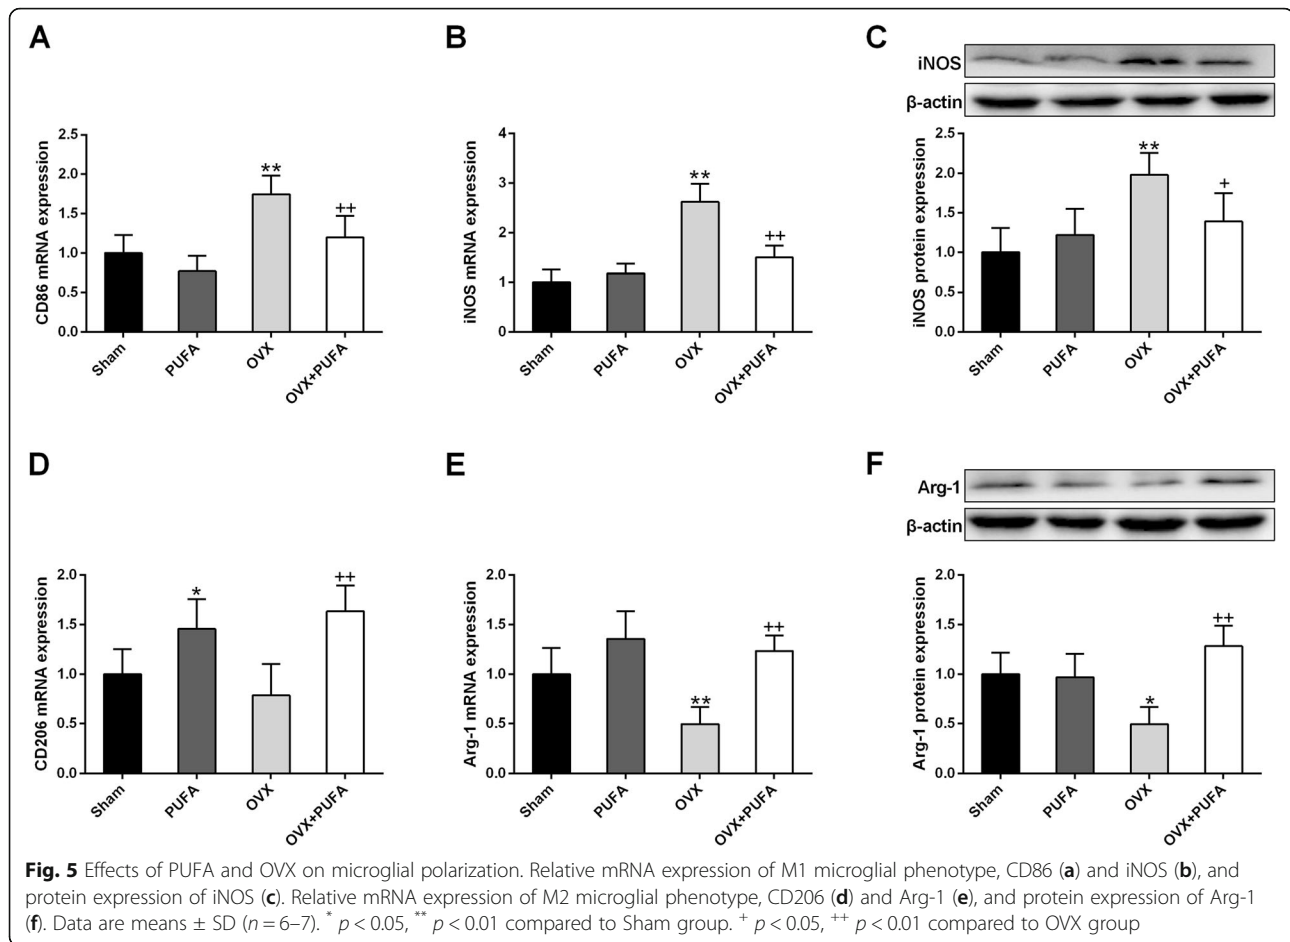 A
CD86 mRNA expression
2.5
2.0
1.5
1.0
0.5
0.0
**
++
Sham
PUFA
OVX
OVX+PUFA
B
iNOS mRNA expression
4
3
2
1
0
**
++
Sham
PUFA
OVX
OVX+PUFA
C
iNOS
β-actin
iNOS protein expression
2.5
2.0
1.5
1.0
0.5
0.0
**
+
Sham
PUFA
OVX
OVX+PUFA
D
CD206 mRNA expression
2.0
1.5
1.0
0.5
0.0
*
++
Sham
PUFA
OVX
OVX+PUFA
E
Arg-1 mRNA expression
2.0
1.5
1.0
0.5
0.0
**
++
Sham
PUFA
OVX
OVX+PUFA
F
Arg-1
β-actin
Arg-1 protein expression
2.0
1.5
1.0
0.5
0.0
*
++
Sham
PUFA
OVX
OVX+PUFA
Fig. 5 Effects of PUFA and OVX on microglial polarization. Relative mRNA expression of M1 microglial phenotype, CD86 (a) and iNOS (b), and
protein expression of iNOS (c). Relative mRNA expression of M2 microglial phenotype, CD206 (d) and Arg-1 (e), and protein expression of Arg-1
(f). Data are means ± SD (n = 6–7). * p < 0.05, ** p < 0.01 compared to Sham group. + p < 0.05, ++ p < 0.01 compared to OVX group